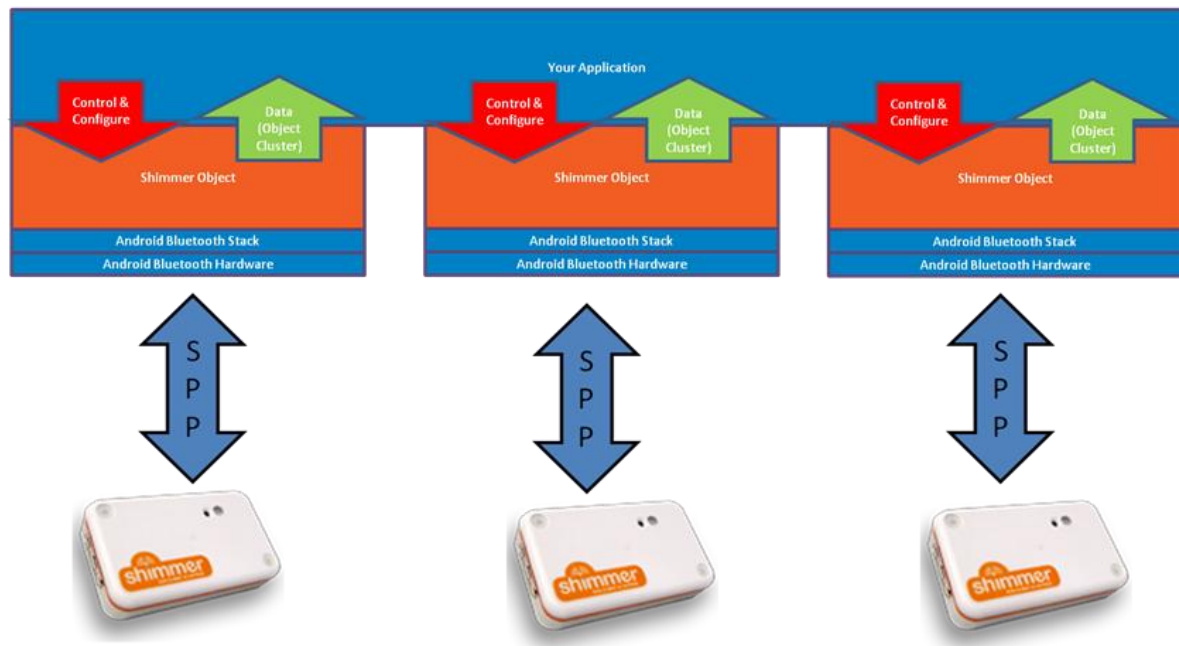 Your Application
Control &
Configure
Data
(Object
Cluster)
Shimmer Object
Android Bluetooth Stack
Android Bluetooth Hardware
Control &
Configure
Data
(Object
Cluster)
Shimmer Object
Android Bluetooth Stack
Android Bluetooth Hardware
Control &
Configure
Data
(Object
Cluster)
Shimmer Object
Android Bluetooth Stack
Android Bluetooth Hardware
S
P
P
S
P
P
S
P
P
shimmer
shimmer
shimmer